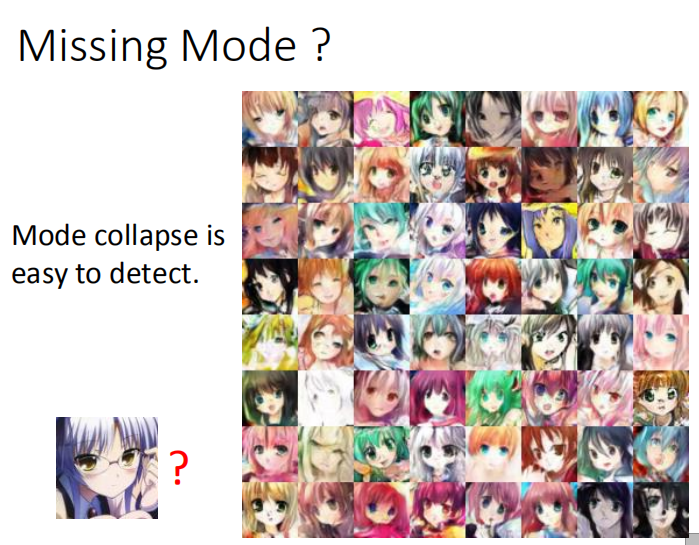 Missing Mode ?
Mode collapse is
easy to detect.
?